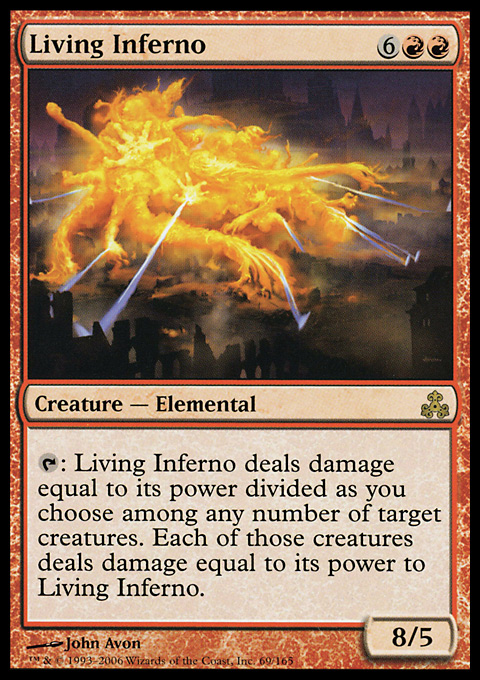 Living Inferno 6
Creature — Elemental
: Living Inferno deals damage
equal to its power divided as you
choose among any number of target
creatures. Each of those creatures
deals damage equal to its power to
Living Inferno.
8/5
John Avon
™ & © 1993–2006 Wizards of the Coast, Inc. 69/165